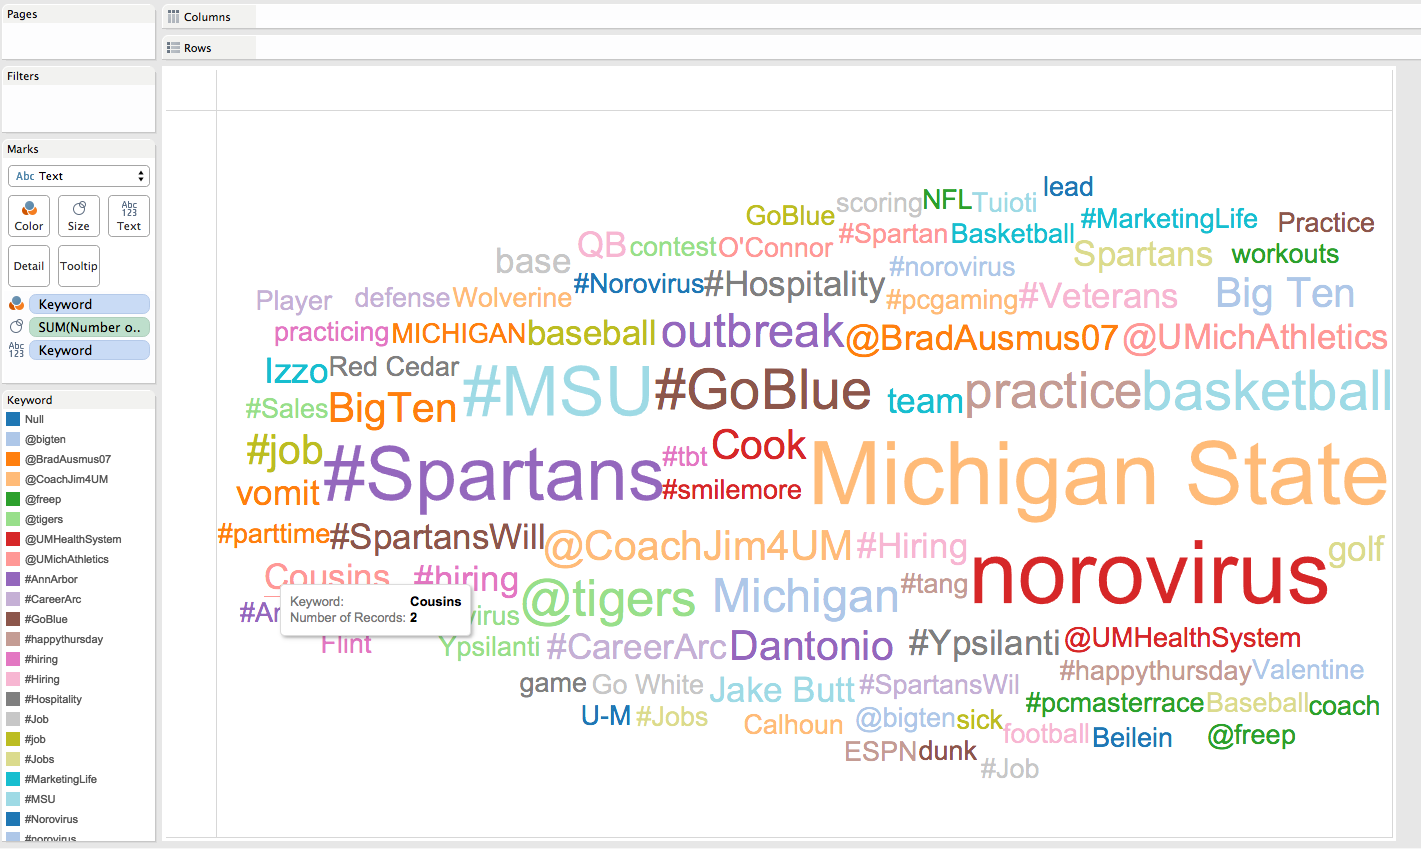 Pages
Columns
Rows
Filters
Marks
Abc Text
Color
Size
Abc
123
Text
Detail
Tooltip
Keyword
SUM(Number o..
Abc
123
Keyword
Keyword
Null
@bigten
@BradAusmus07
@CoachJim4UM
@freep
@tigers
@UMHealthSystem
@UMichAthletics
#AnnArbor
#CareerArc
#GoBlue
#happythursday
#hiring
#Hiring
#Hospitality
#Job
#job
#Jobs
#MarketingLife
#MSU
#Norovirus
#norovirus
lead
scoring NFL Tuioti
GoBlue #MarketingLife Practice
QB contest O'Connor #Spartan Basketball
base #norovirus Spartans workouts
#Norovirus #Hospitality
Player defense Wolverine #pcgaming #Veterans Big Ten
practicing MICHIGAN baseball outbreak @BradAusmus07 @UMichAthletics
Izzo Red Cedar #MSU #GoBlue team practice basketball
#Sales BigTen
#job #Spartans #tbt Cook Michigan State
vomit #smilemore
#parttime #SpartansWill @CoachJim4UM #Hiring norovirus golf
Cousins #hiring @tigers Michigan #tang
Keyword: Cousins
Number of Records: 2
#Ar virus
Flint Ypsilanti #CareerArc Dantonio #Ypsilanti @UMHealthSystem
#happythursday Valentine
game Go White Jake Butt #SpartansWil
#pcmasterrace Baseball coach
U-M #Jobs Calhoun @bigten sick
football Beilein @freep
ESPN dunk
#Job